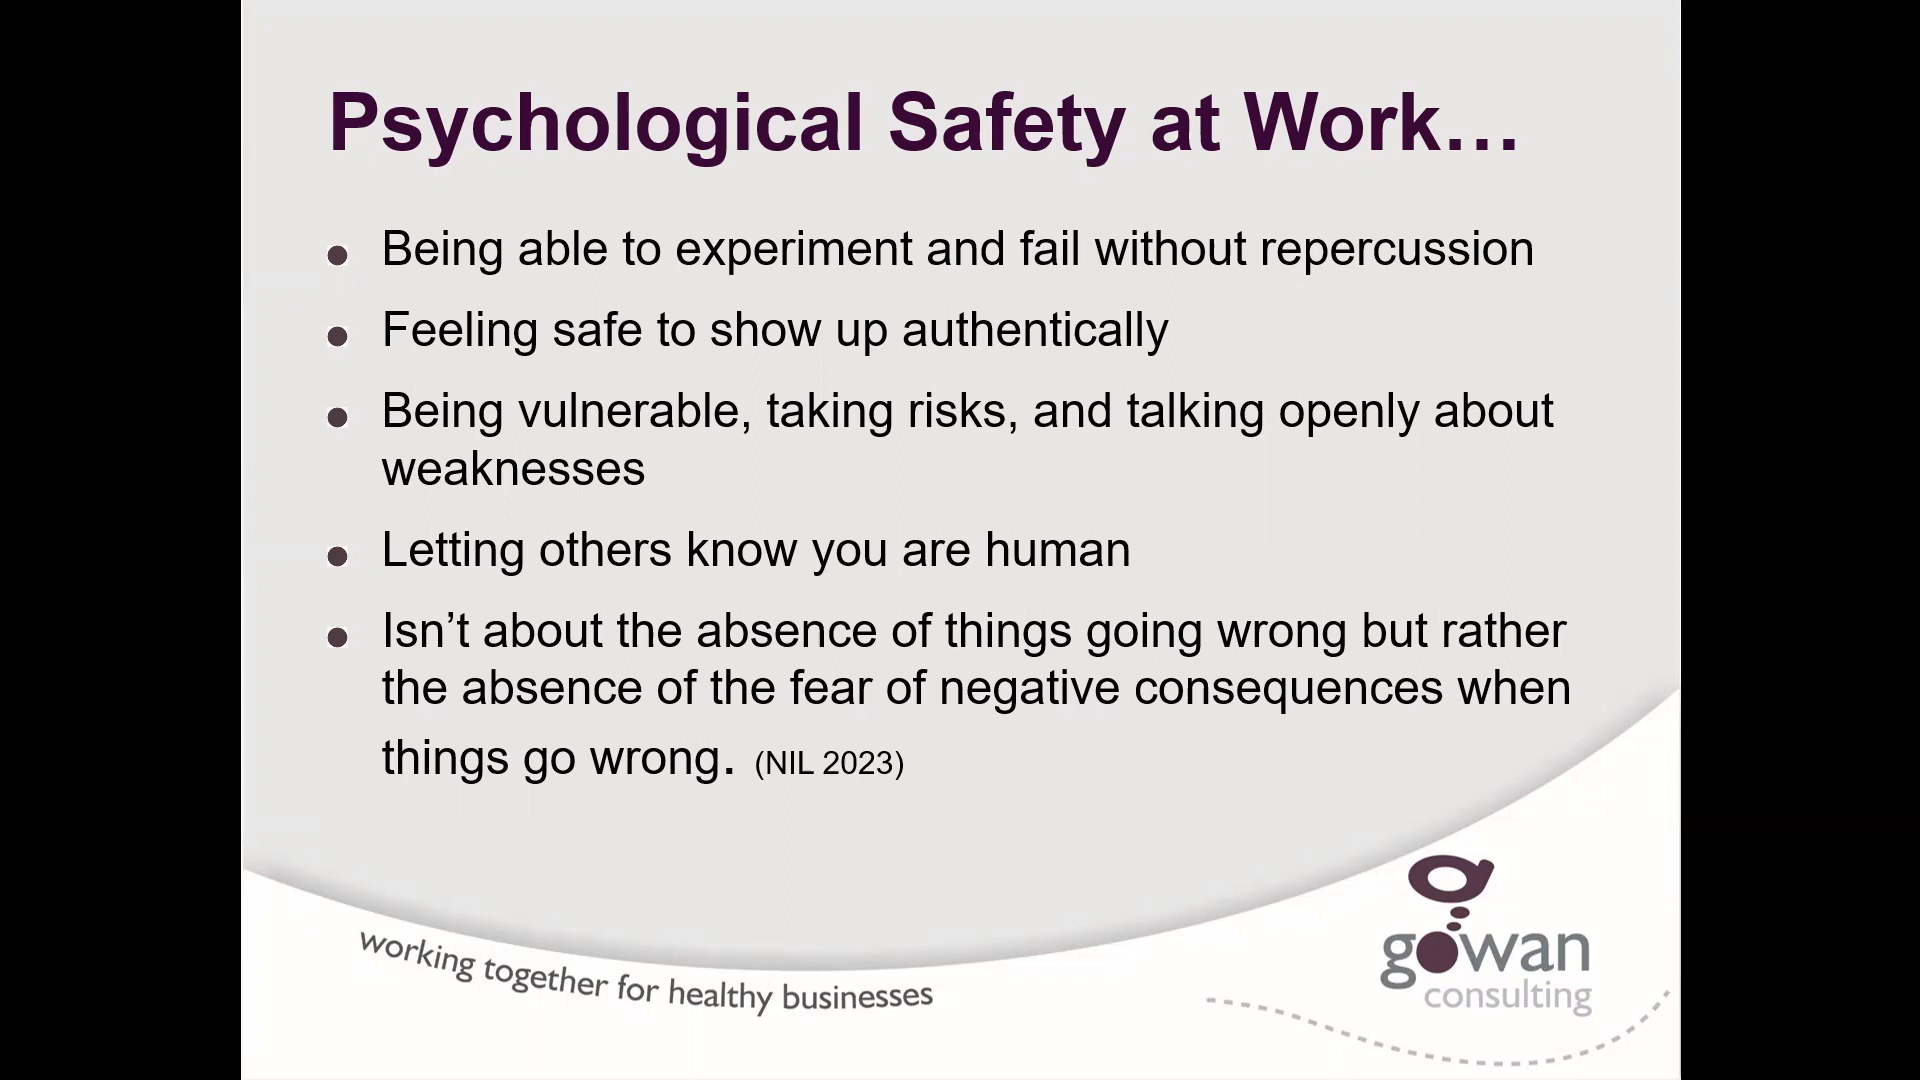 Psychological Safety at Work…
● Being able to experiment and fail without repercussion
● Feeling safe to show up authentically
● Being vulnerable, taking risks, and talking openly about
weaknesses
● Letting others know you are human
● Isn’t about the absence of things going wrong but rather
the absence of the fear of negative consequences when
things go wrong. (NIL 2023)
working together for healthy businesses
gowan
consulting